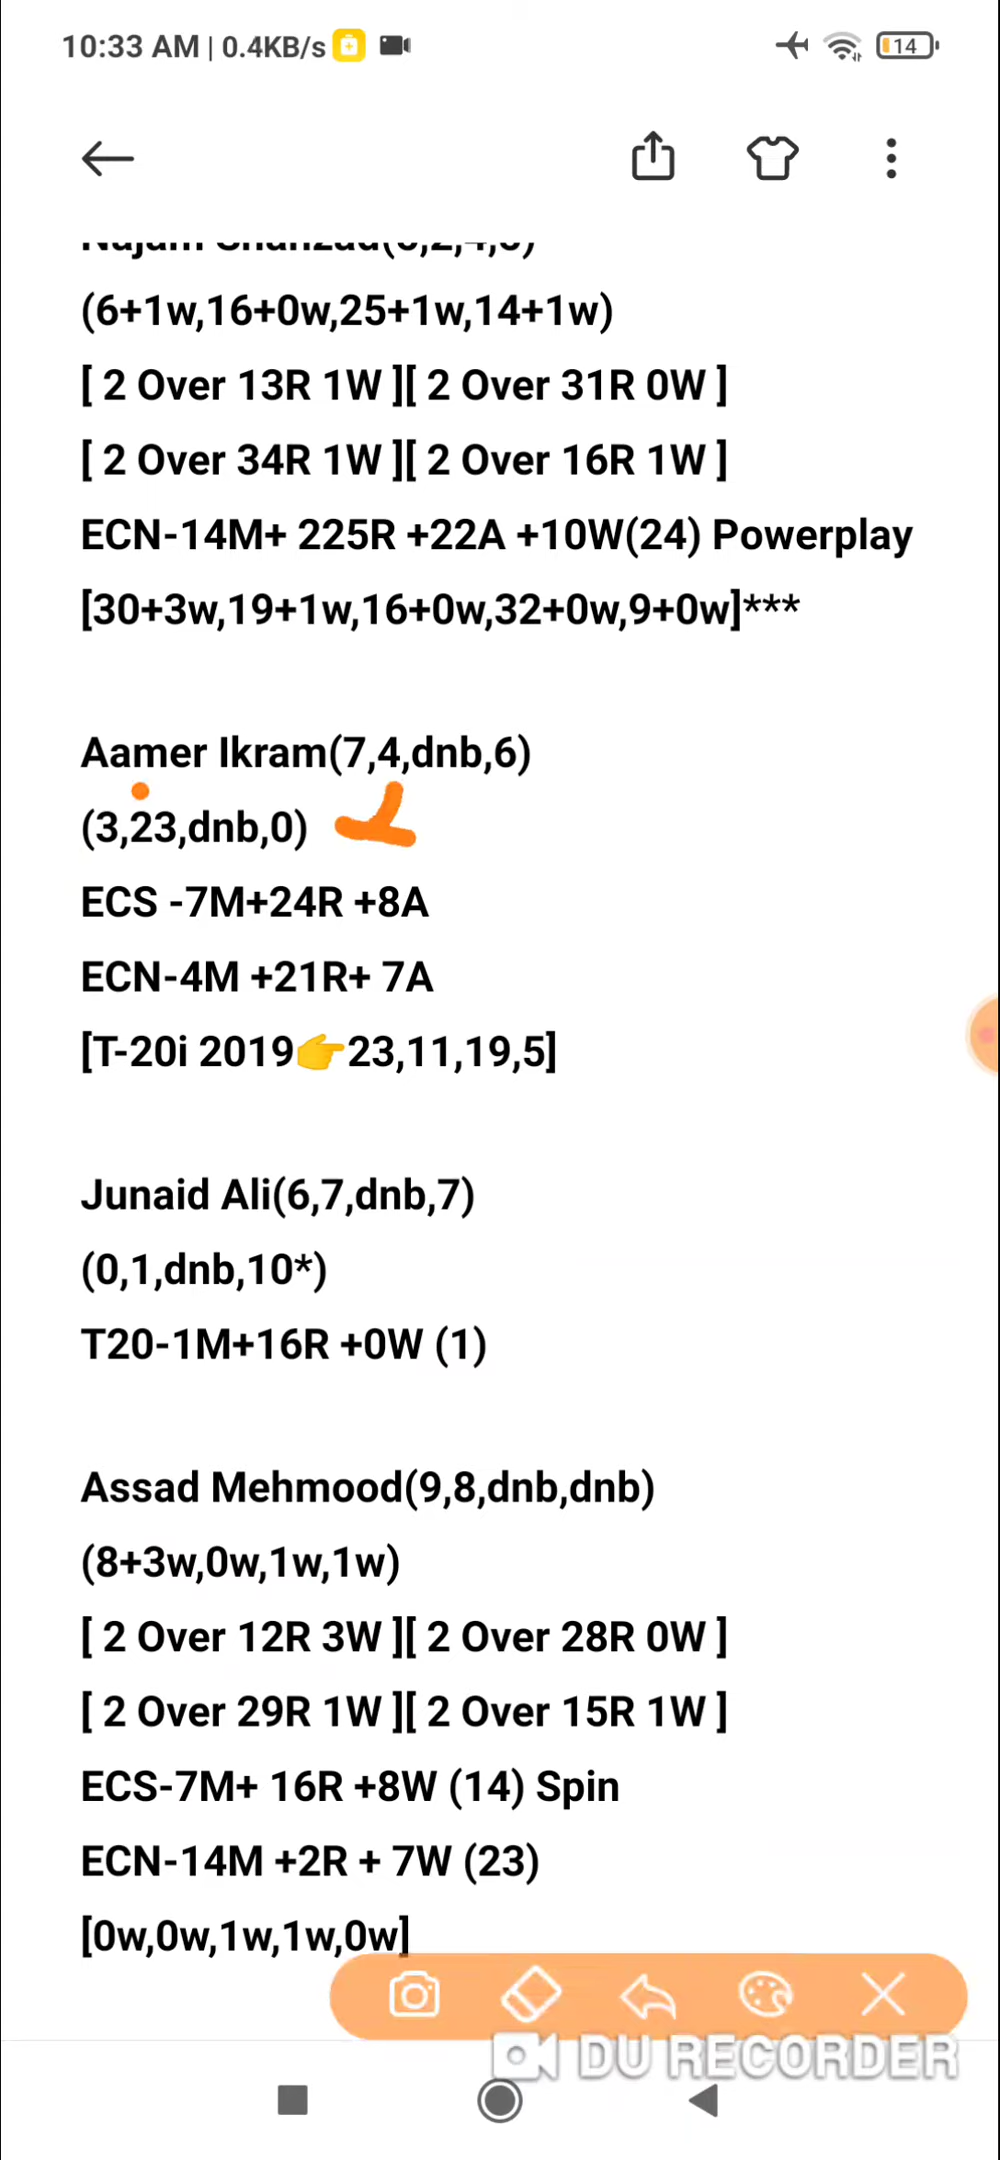 10:33 AM | 0.4KB/s 14
(6+1w,16+0w,25+1w,14+1w)
[ 2 Over 13R 1W ][ 2 Over 31R 0W ]
[ 2 Over 34R 1W ][ 2 Over 16R 1W ]
ECN-14M+ 225R +22A +10W(24) Powerplay
[30+3w,19+1w,16+0w,32+0w,9+0w]***
Aamer Ikram(7,4,dnb,6)
(3,23,dnb,0)
ECS -7M+24R +8A
ECN-4M +21R+ 7A
[T-20i 2019👉23,11,19,5]
Junaid Ali(6,7,dnb,7)
(0,1,dnb,10*)
T20-1M+16R +0W (1)
Assad Mehmood(9,8,dnb,dnb)
(8+3w,0w,1w,1w)
[ 2 Over 12R 3W ][ 2 Over 28R 0W ]
[ 2 Over 29R 1W ][ 2 Over 15R 1W ]
ECS-7M+ 16R +8W (14) Spin
ECN-14M +2R + 7W (23)
[0w,0w,1w,1w,0w]
DU RECORDER